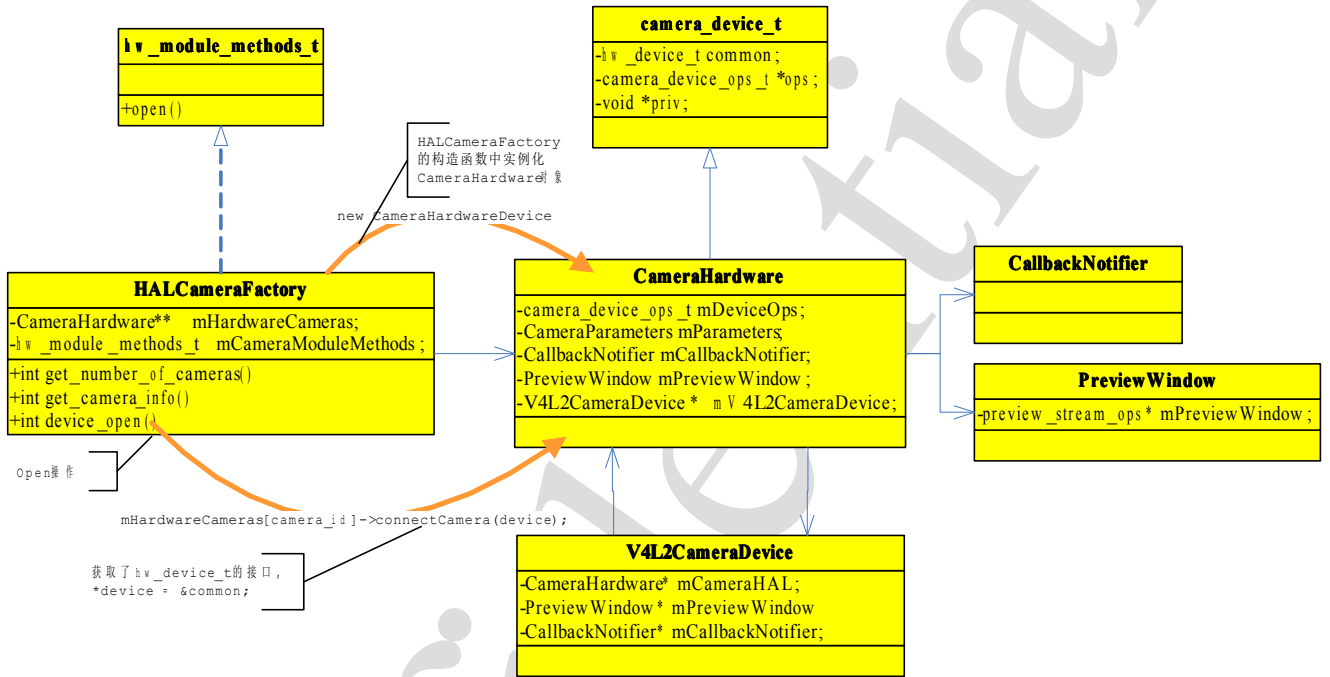 hw_module_methods_t
+open()
camera_device_t
-hw_device_t common;
-camera_device_ops_t *ops;
-void *priv;
HALCameraFactory
的构造函数中实例化
CameraHardware对象
new CameraHardwareDevice
HALCameraFactory
-CameraHardware** mHardwareCameras;
-hw_module_methods_t mCameraModuleMethods;
+int get_number_of_cameras()
+int get_camera_info()
+int device_open()
CameraHardware
-camera_device_ops_t mDeviceOps;
-CameraParameters mParameters;
-CallbackNotifier mCallbackNotifier;
-PreviewWindow mPreviewWindow;
-V4L2CameraDevice* mV4L2CameraDevice;
CallbackNotifier
PreviewWindow
-preview_stream_ops* mPreviewWindow;
Open操作
mHardwareCameras[camera_id]->connectCamera(device);
获取了hw_device_t的接口,
*device = &common;
V4L2CameraDevice
-CameraHardware* mCameraHAL;
-PreviewWindow* mPreviewWindow
-CallbackNotifier* mCallbackNotifier;